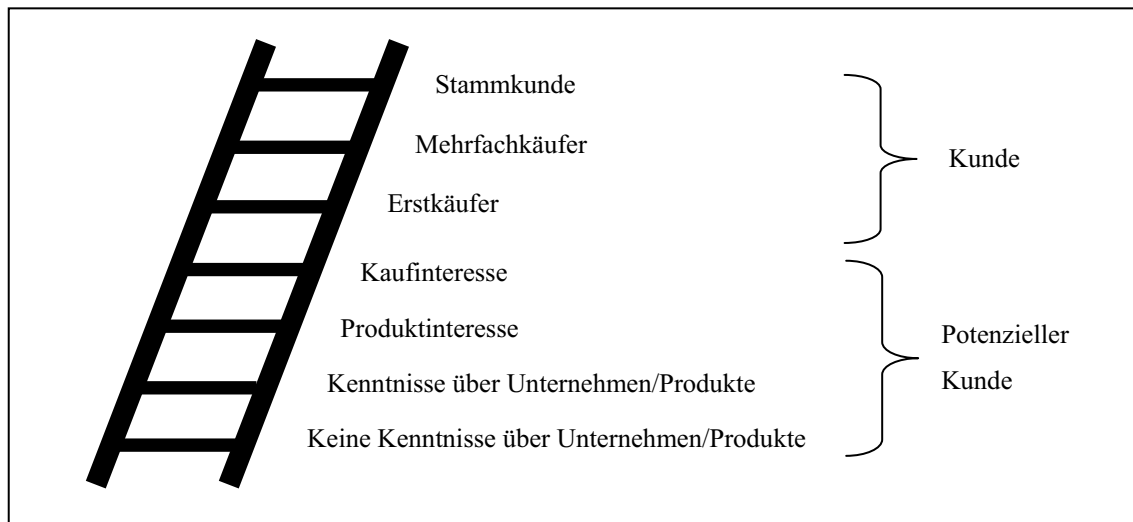 Stammkunde
Mehrfachkäufer
Erstkäufer
Kunde
Kaufinteresse
Produktinteresse
Kenntnisse über Unternehmen/Produkte
Keine Kenntnisse über Unternehmen/Produkte
Potenzieller
Kunde